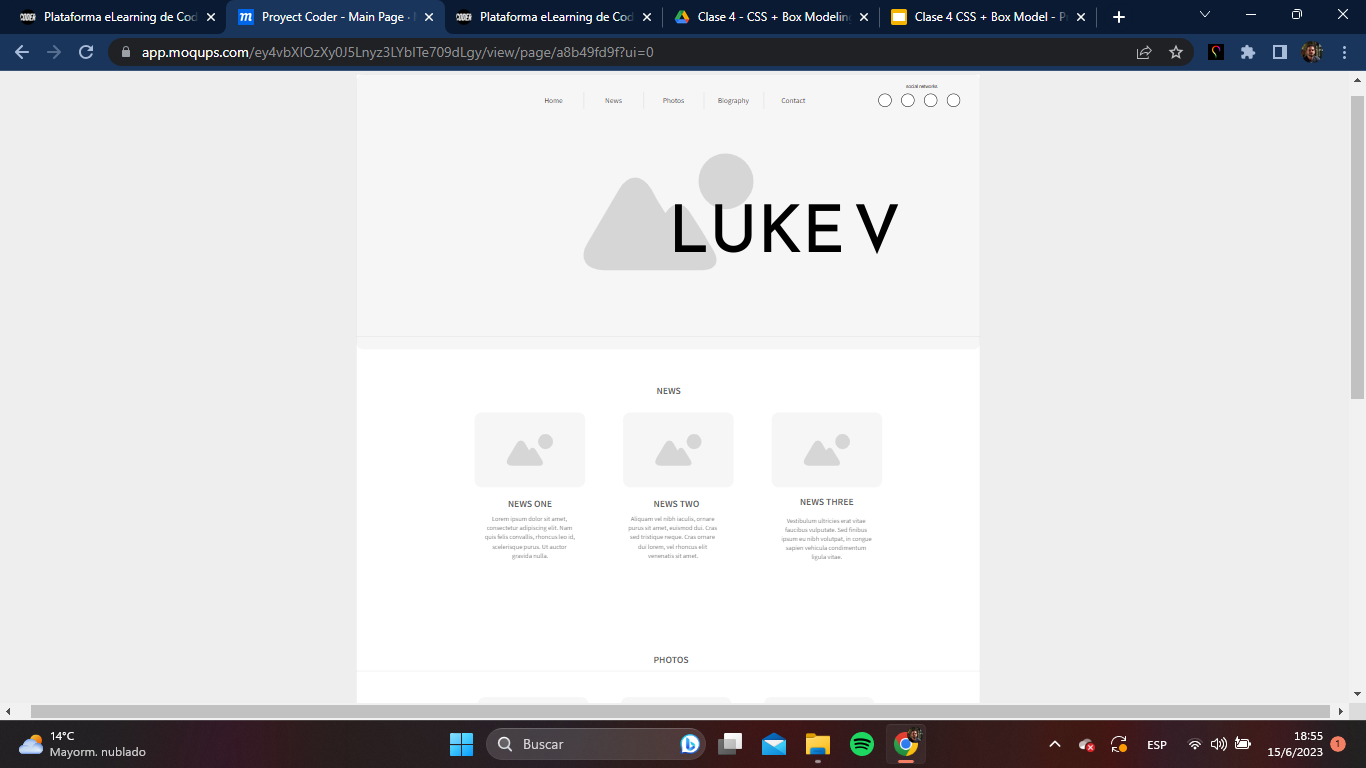 CODER
Plataforma eLearning de Cod
m
Proyect Coder - Main Page ·
CODER
Plataforma eLearning de Cod
Clase 4 - CSS + Box Modeling
Clase 4 CSS + Box Model - P
app.moqups.com/ey4vbXlOzXy0J5Lnyz3LYbITe709dLgy/view/page/a8b49fd9f?ui=0
social networks
Home
News
Photos
Biography
Contact
LUKE V
NEWS
NEWS ONE
Lorem ipsum dolor sit amet,
consectetur adipiscing elit. Nam
quis felis convallis, rhoncus leo id,
scelerisque purus. Ut auctor
gravida nulla.
NEWS TWO
Aliquam vel nibh iaculis, ornare
purus sit amet, euismod dui. Cras
sed tristique neque. Cras ornare
dui lorem, vel rhoncus elit
venenatis sit amet.
NEWS THREE
Vestibulum ultricies erat vitae
faucibus vulputate. Sed finibus
ipsum eu nibh volutpat, in congue
sapien vehicula condimentum
ligula vitae.
PHOTOS
14°C
Mayorm. nublado
Buscar
ESP
18:55
15/6/2023
1